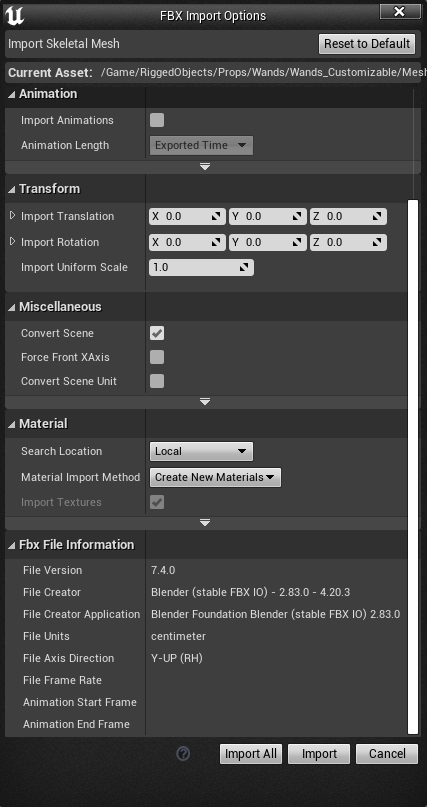 FBX Import Options
Import Skeletal Mesh
Reset to Default
Current Asset: /Game/RiggedObjects/Props/Wands/Wands_Customizable/Mesh
Animation
Import Animations
Animation Length Exported Time
Transform
Import Translation X 0.0 Y 0.0 Z 0.0
Import Rotation X 0.0 Y 0.0 Z 0.0
Import Uniform Scale 1.0
Miscellaneous
Convert Scene
Force Front XAxis
Convert Scene Unit
Material
Search Location Local
Material Import Method Create New Materials
Import Textures
Fbx File Information
File Version 7.4.0
File Creator Blender (stable FBX IO) - 2.83.0 - 4.20.3
File Creator Application Blender Foundation Blender (stable FBX IO) 2.83.0
File Units centimeter
File Axis Direction Y-UP (RH)
File Frame Rate
Animation Start Frame
Animation End Frame
? Import All Import Cancel